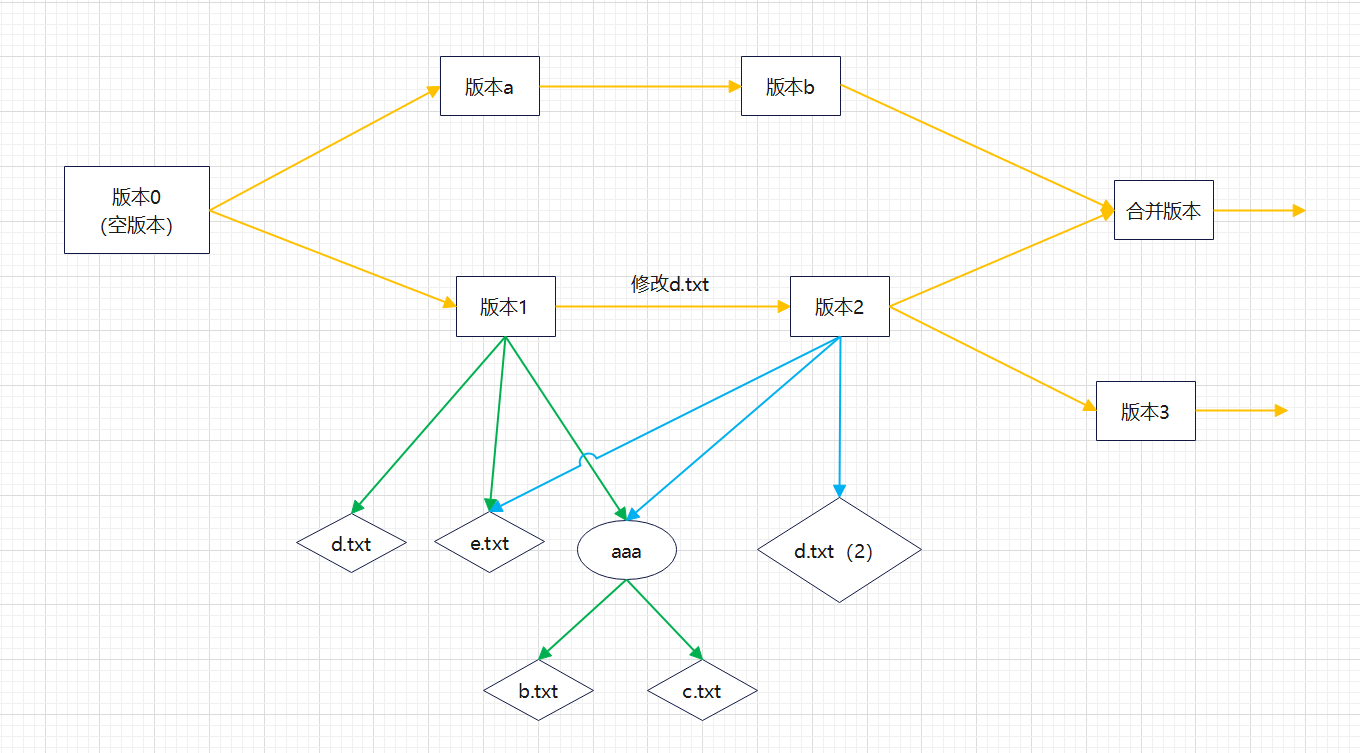 版本a
版本b
版本0
（空版本）
合并版本
修改d.txt
版本1
版本2
版本3
d.txt
e.txt
aaa
d.txt（2）
b.txt
c.txt